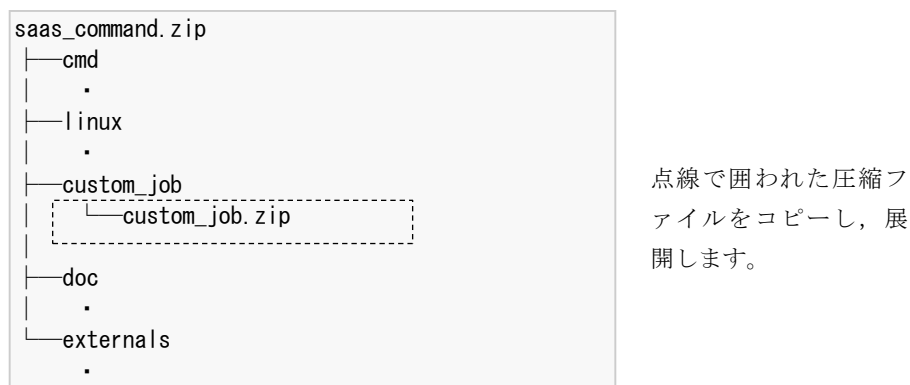 saas_command.zip
├──cmd
│    ・
├──linux
│    ・
├──custom_job
│    └──custom_job.zip
│
├──doc
│    ・
└──externals
     ・
点線で囲われた圧縮フ
ァイルをコピーし，展
開します。